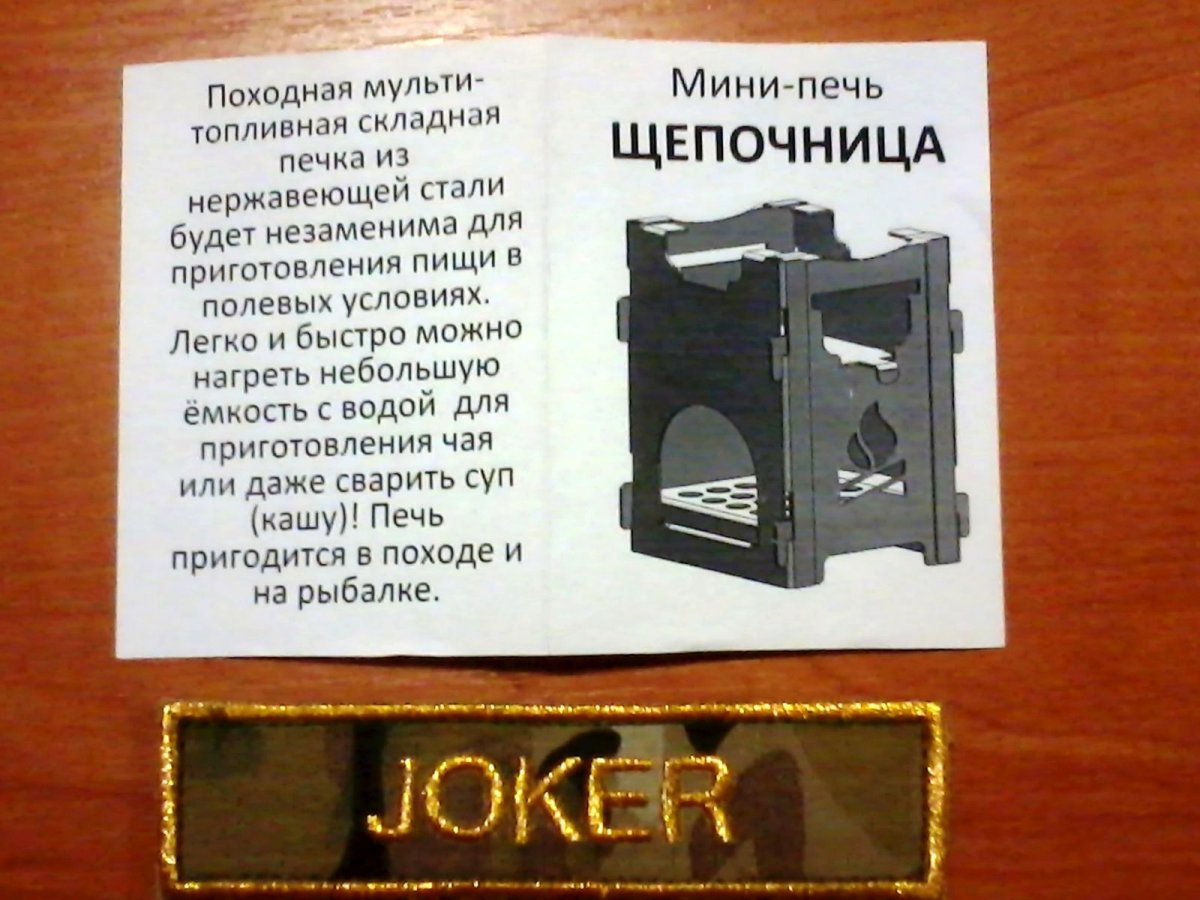 Походная мульти-
топливная складная
печка из
нержавеющей стали
будет незаменима для
приготовления пищи в
полевых условиях.
Легко и быстро можно
нагреть небольшую
ёмкость с водой для
приготовления чая
или даже сварить суп
(кашу)! Печь
пригодится в походе и
на рыбалке.
Мини-печь
ЩЕПОЧНИЦА
JOKER